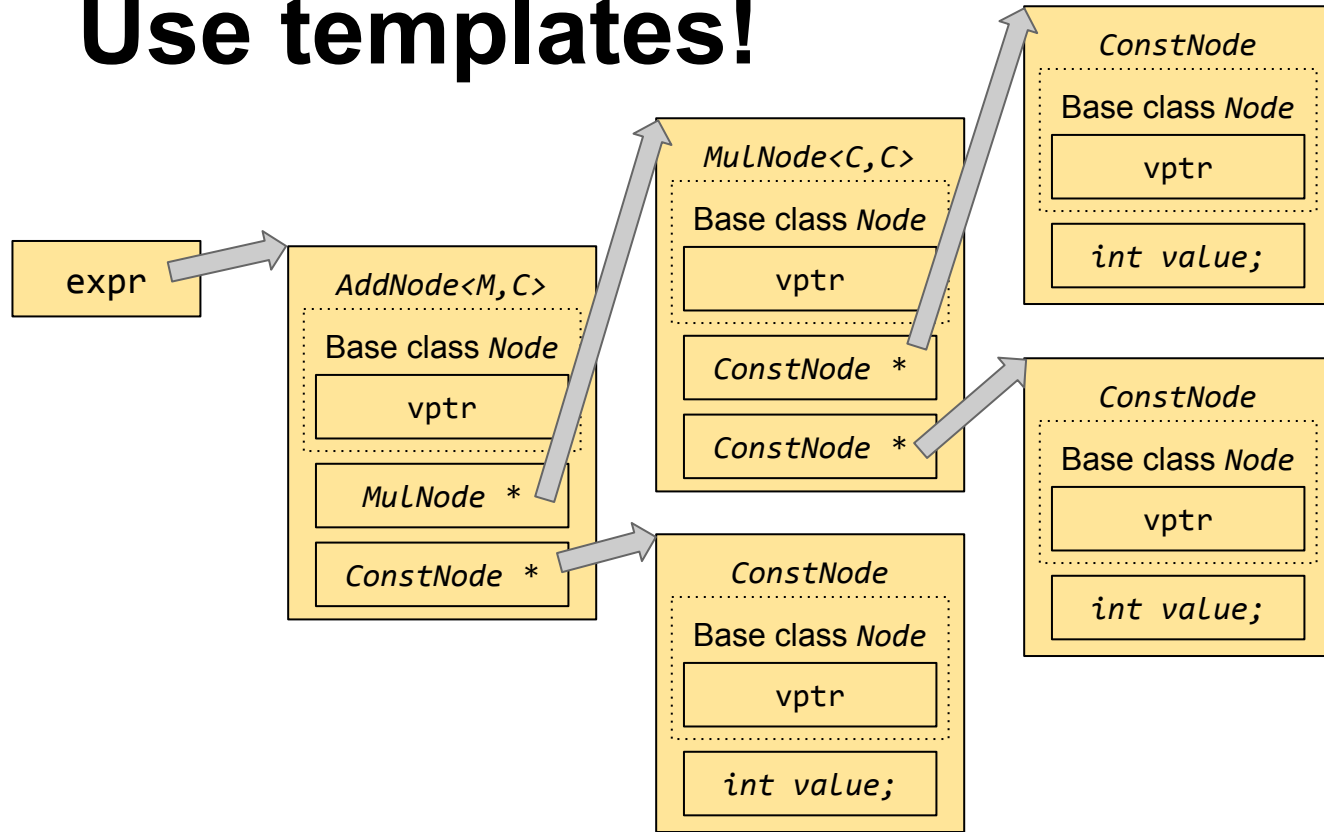 Use templates!
expr
AddNode<M,C>
Base class Node
vptr
MulNode *
ConstNode *
MulNode<C,C>
Base class Node
vptr
ConstNode *
ConstNode *
ConstNode
Base class Node
vptr
int value;
ConstNode
Base class Node
vptr
int value;
ConstNode
Base class Node
vptr
int value;